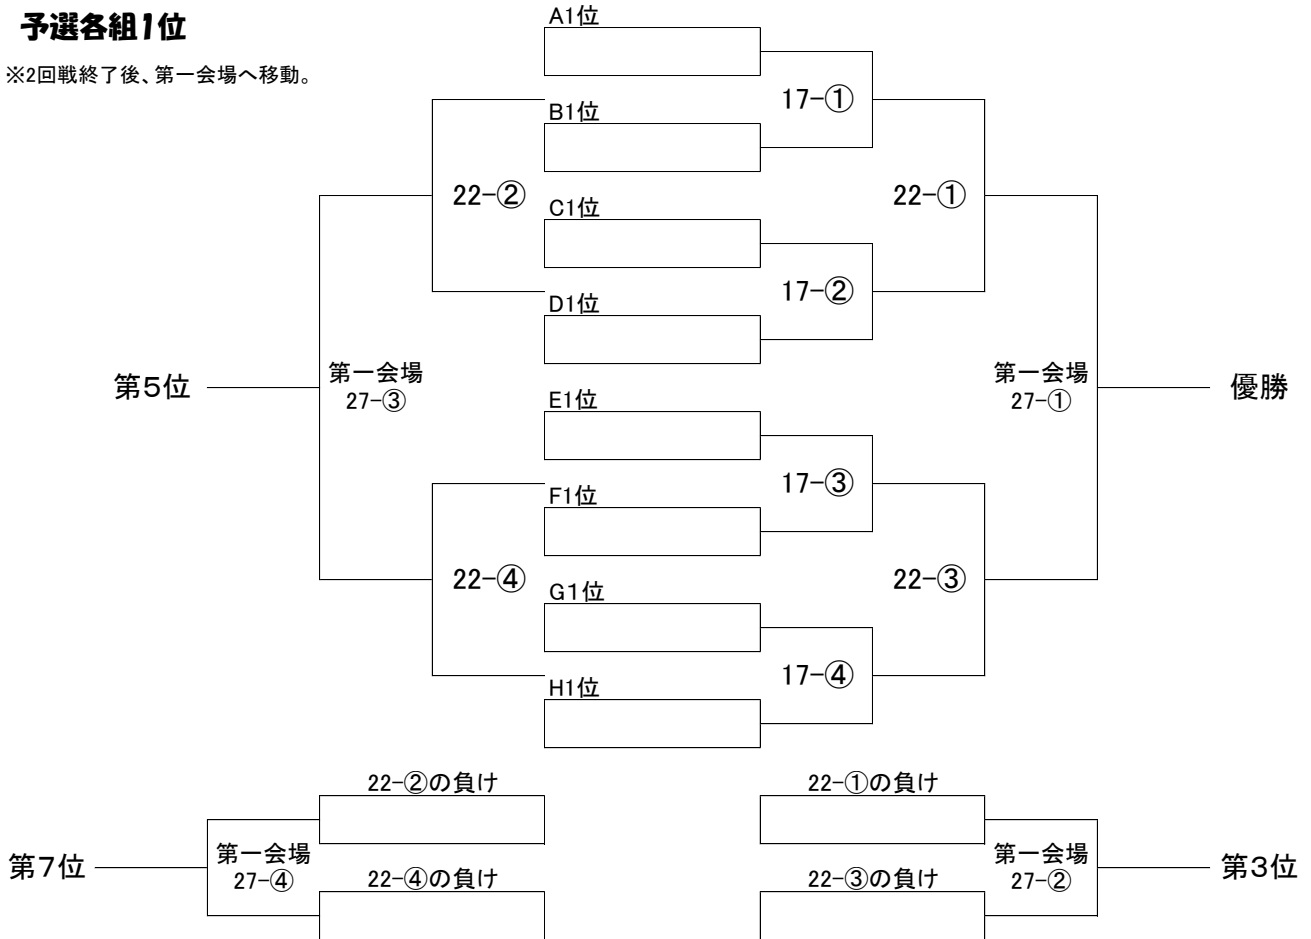 予選各組1位
※2回戦終了後、第一会場へ移動。
A1位
17-①
B1位
22-②
22-①
C1位
17-②
D1位
第5位
第一会場
27-③
第一会場
27-①
優勝
E1位
17-③
F1位
22-④
22-③
G1位
17-④
H1位
22-②の負け
22-①の負け
第7位
第一会場
27-④
第一会場
27-②
第3位
22-④の負け
22-③の負け